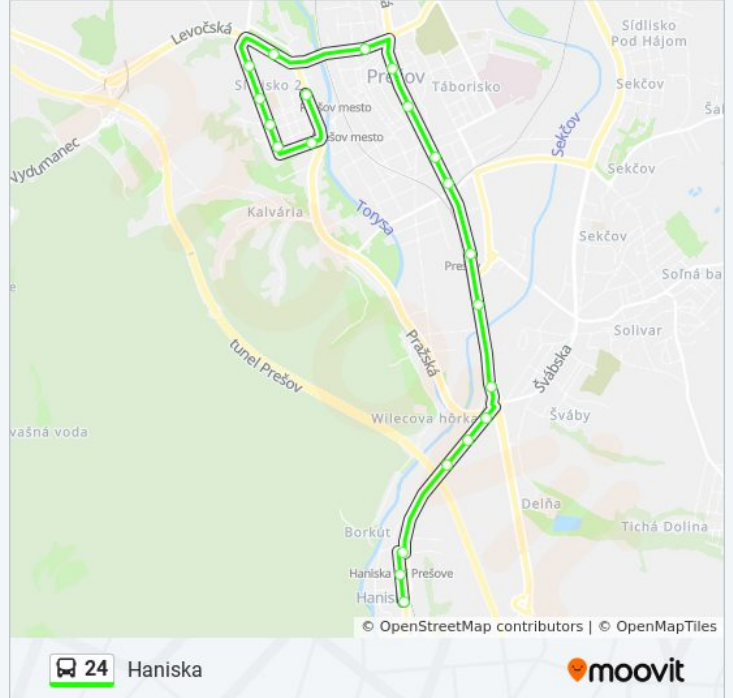 Levočská
Sídlisko
Pod Hájom
Prešov
Sídlisko 2
Táborisko
Sekčov
Prešov mesto
Prešov mesto
Sekčov
Nydumanec
Sekčov
Kalvária
Torysa
Sekčov
Soľná ba
Pražská
Solivar
tunel Prešov
Švábska
Wilecova hôrka
Šváby
vašná voda
Delňa
Borkút
Tichá Dolina
Haniska
Prešove
Haniska
© OpenStreetMap contributors | © OpenMapTiles
24 Haniska
moovit